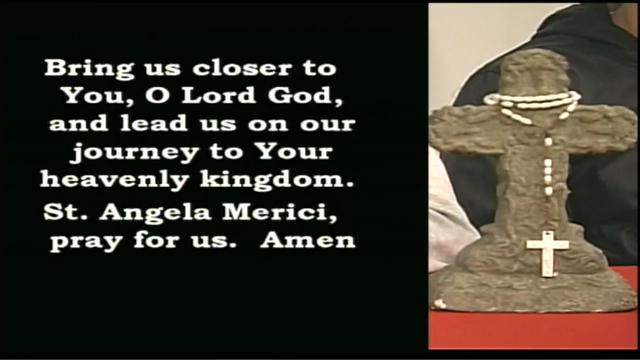 Bring us closer to
You, O Lord God,
and lead us on our
journey to Your
heavenly kingdom.
St. Angela Merici,
pray for us. Amen